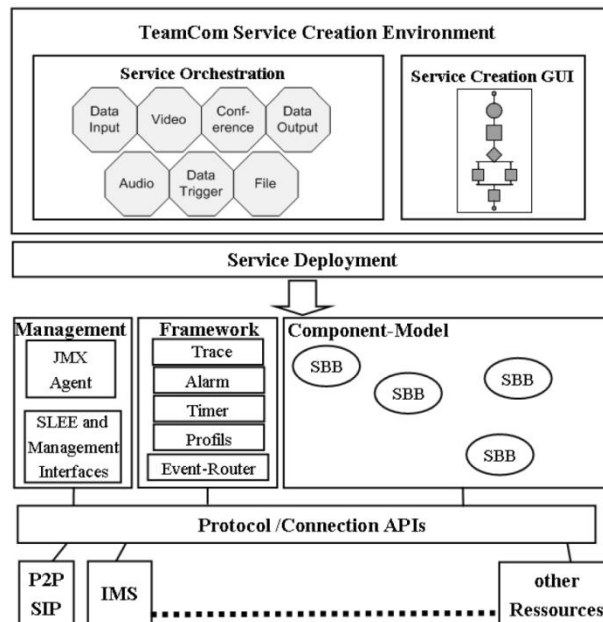 TeamCom Service Creation Environment
Service Orchestration
Data
Input
Video
Conf-
erence
Data
Output
Audio
Data
Trigger
File
Service Creation GUI
Service Deployment
Management
JMX
Agent
SLEE and
Management
Interfaces
Framework
Trace
Alarm
Timer
Profils
Event-Router
Component-Model
SBB
SBB
SBB
SBB
Protocol /Connection APIs
P2P
SIP
IMS
other
Ressources